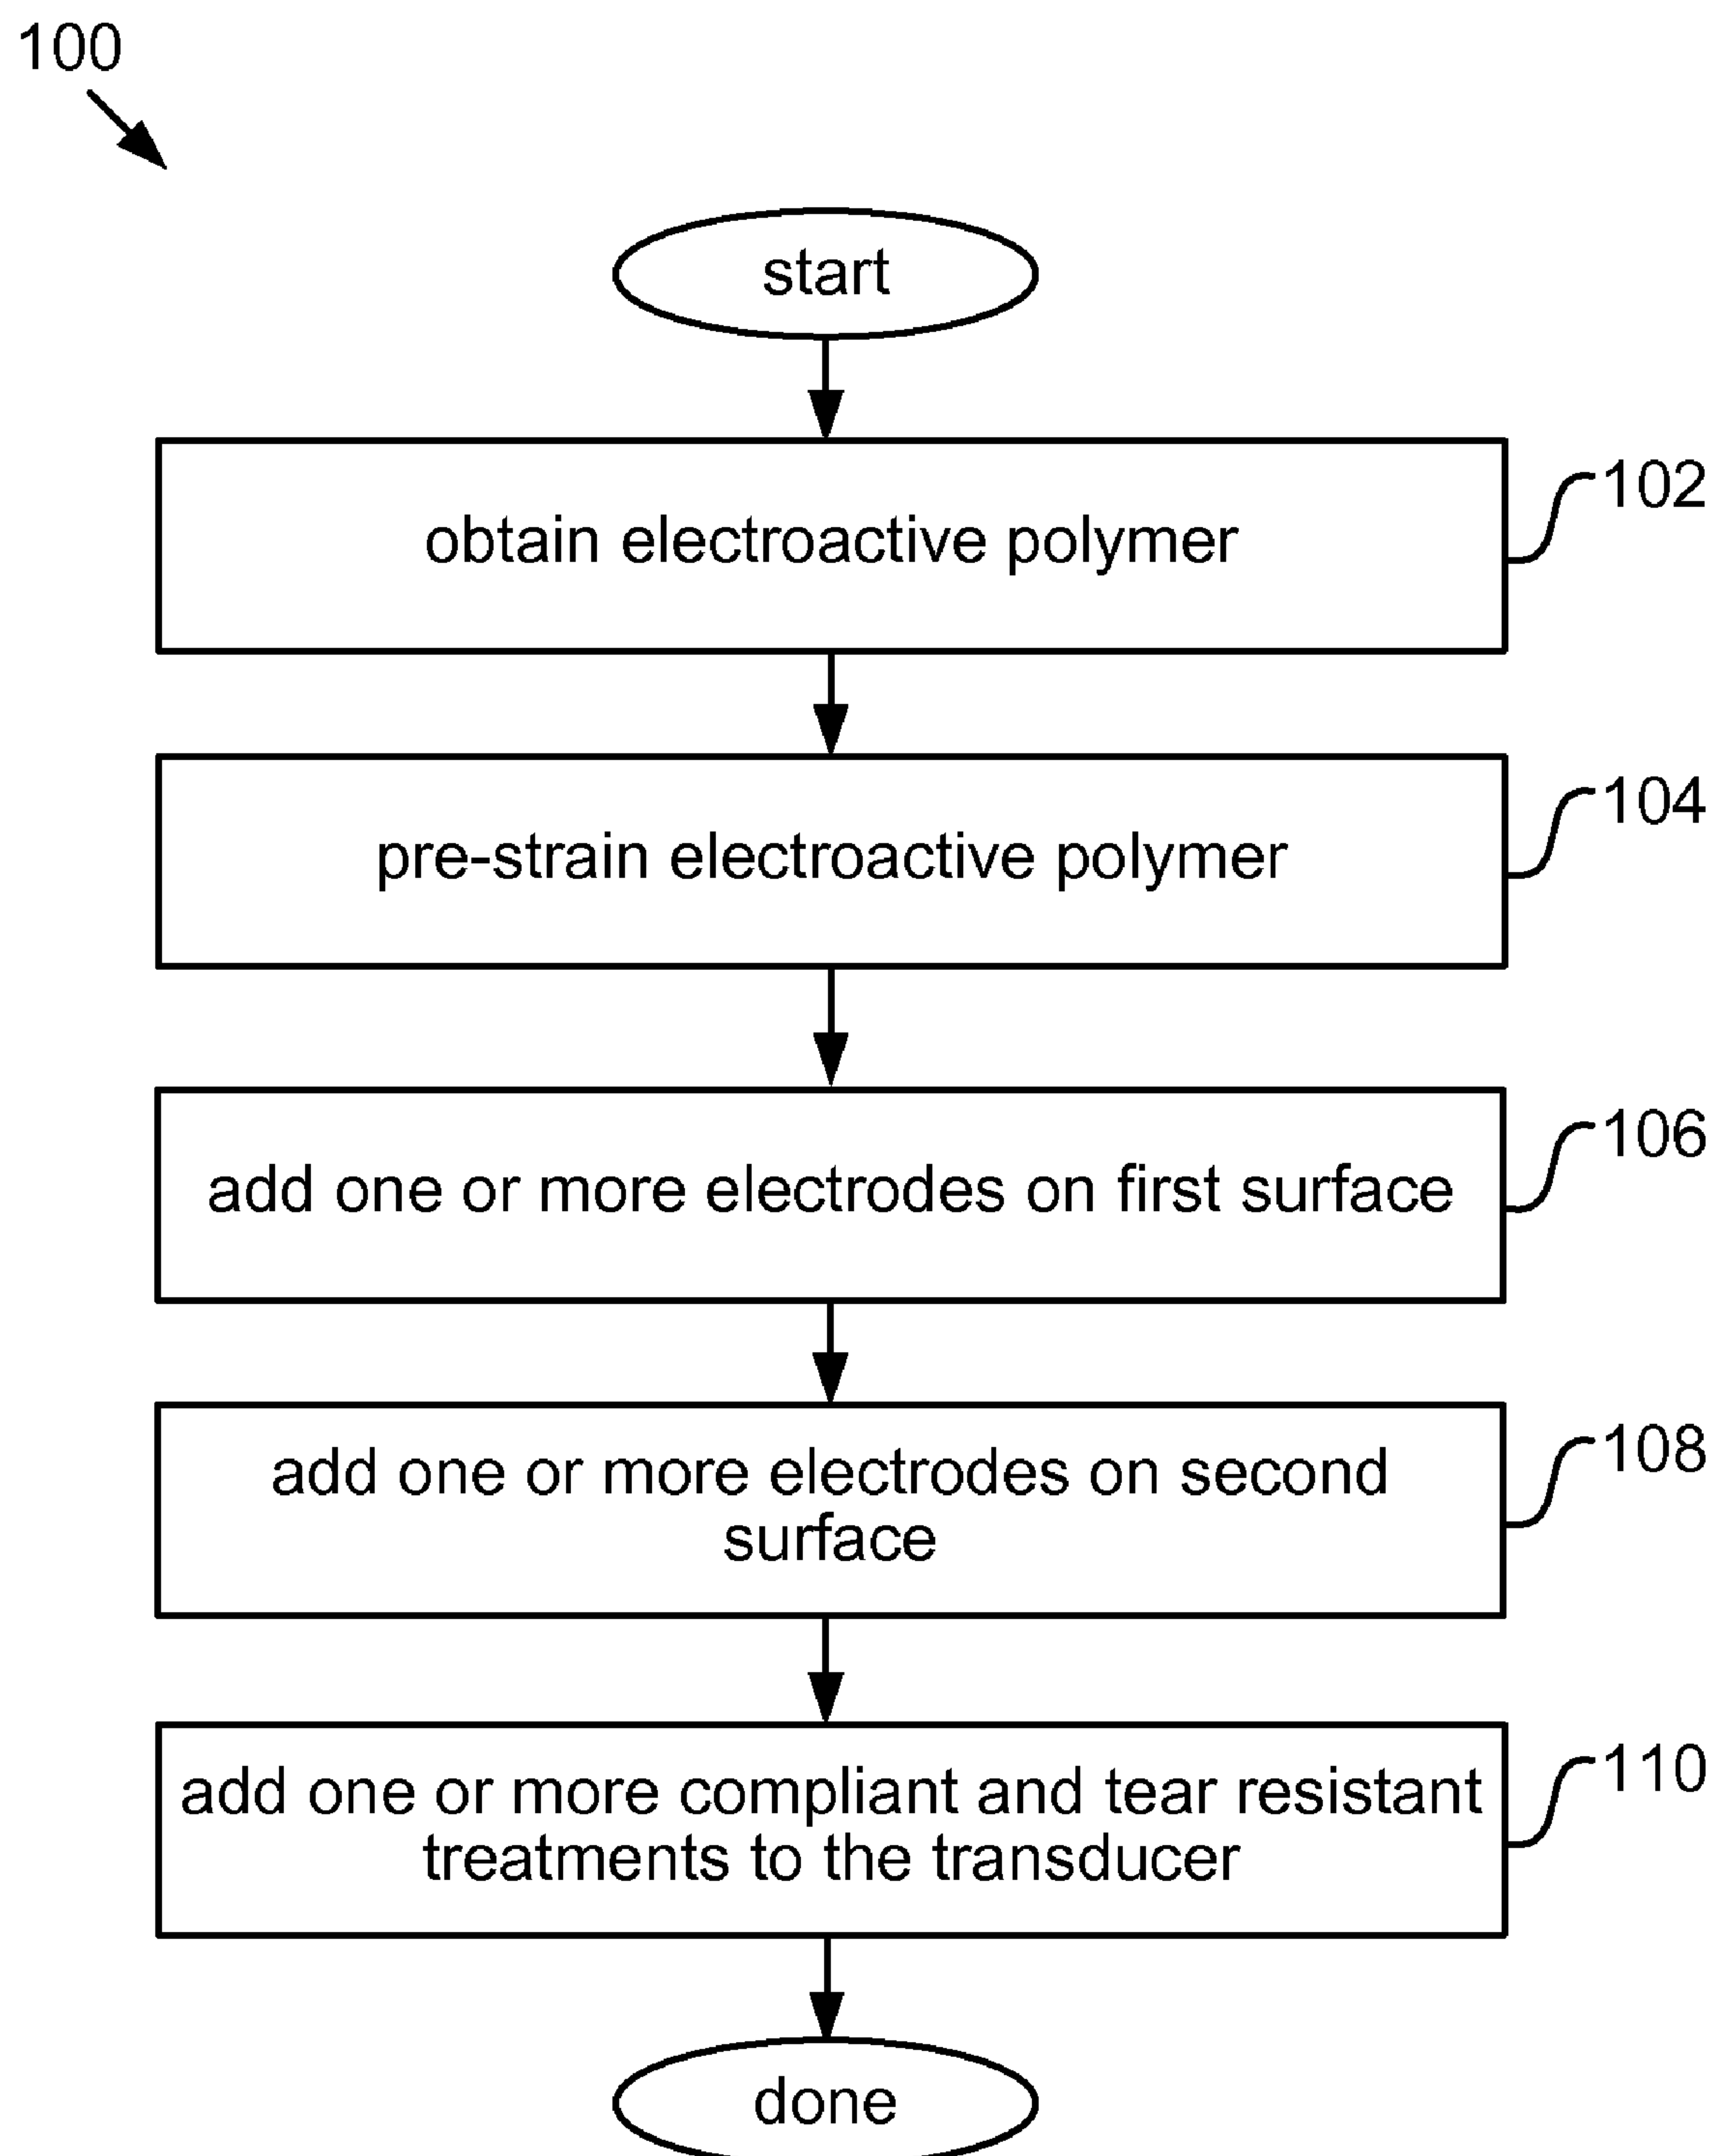 100
start
obtain electroactive polymer
102
pre-strain electroactive polymer
104
add one or more electrodes on first surface
106
add one or more electrodes on second
surface
108
add one or more compliant and tear resistant
treatments to the transducer
110
done